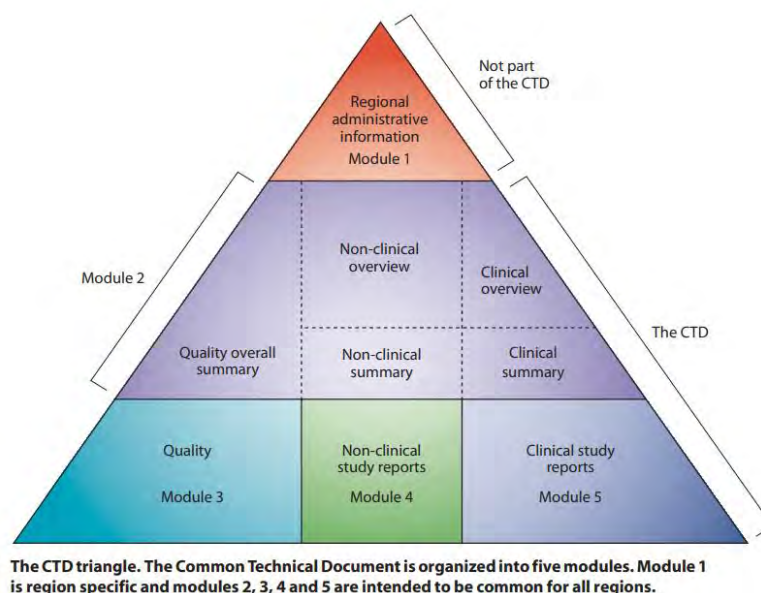 Not part
of the CTD
Regional
administrative
information
Module 1
Module 2
Non-clinical
overview
Clinical
overview
The CTD
Quality overall
summary
Non-clinical
summary
Clinical
summary
Quality
Module 3
Non-clinical
study reports
Module 4
Clinical study
reports
Module 5
The CTD triangle. The Common Technical Document is organized into five modules. Module 1
is region specific and modules 2, 3, 4 and 5 are intended to be common for all regions.